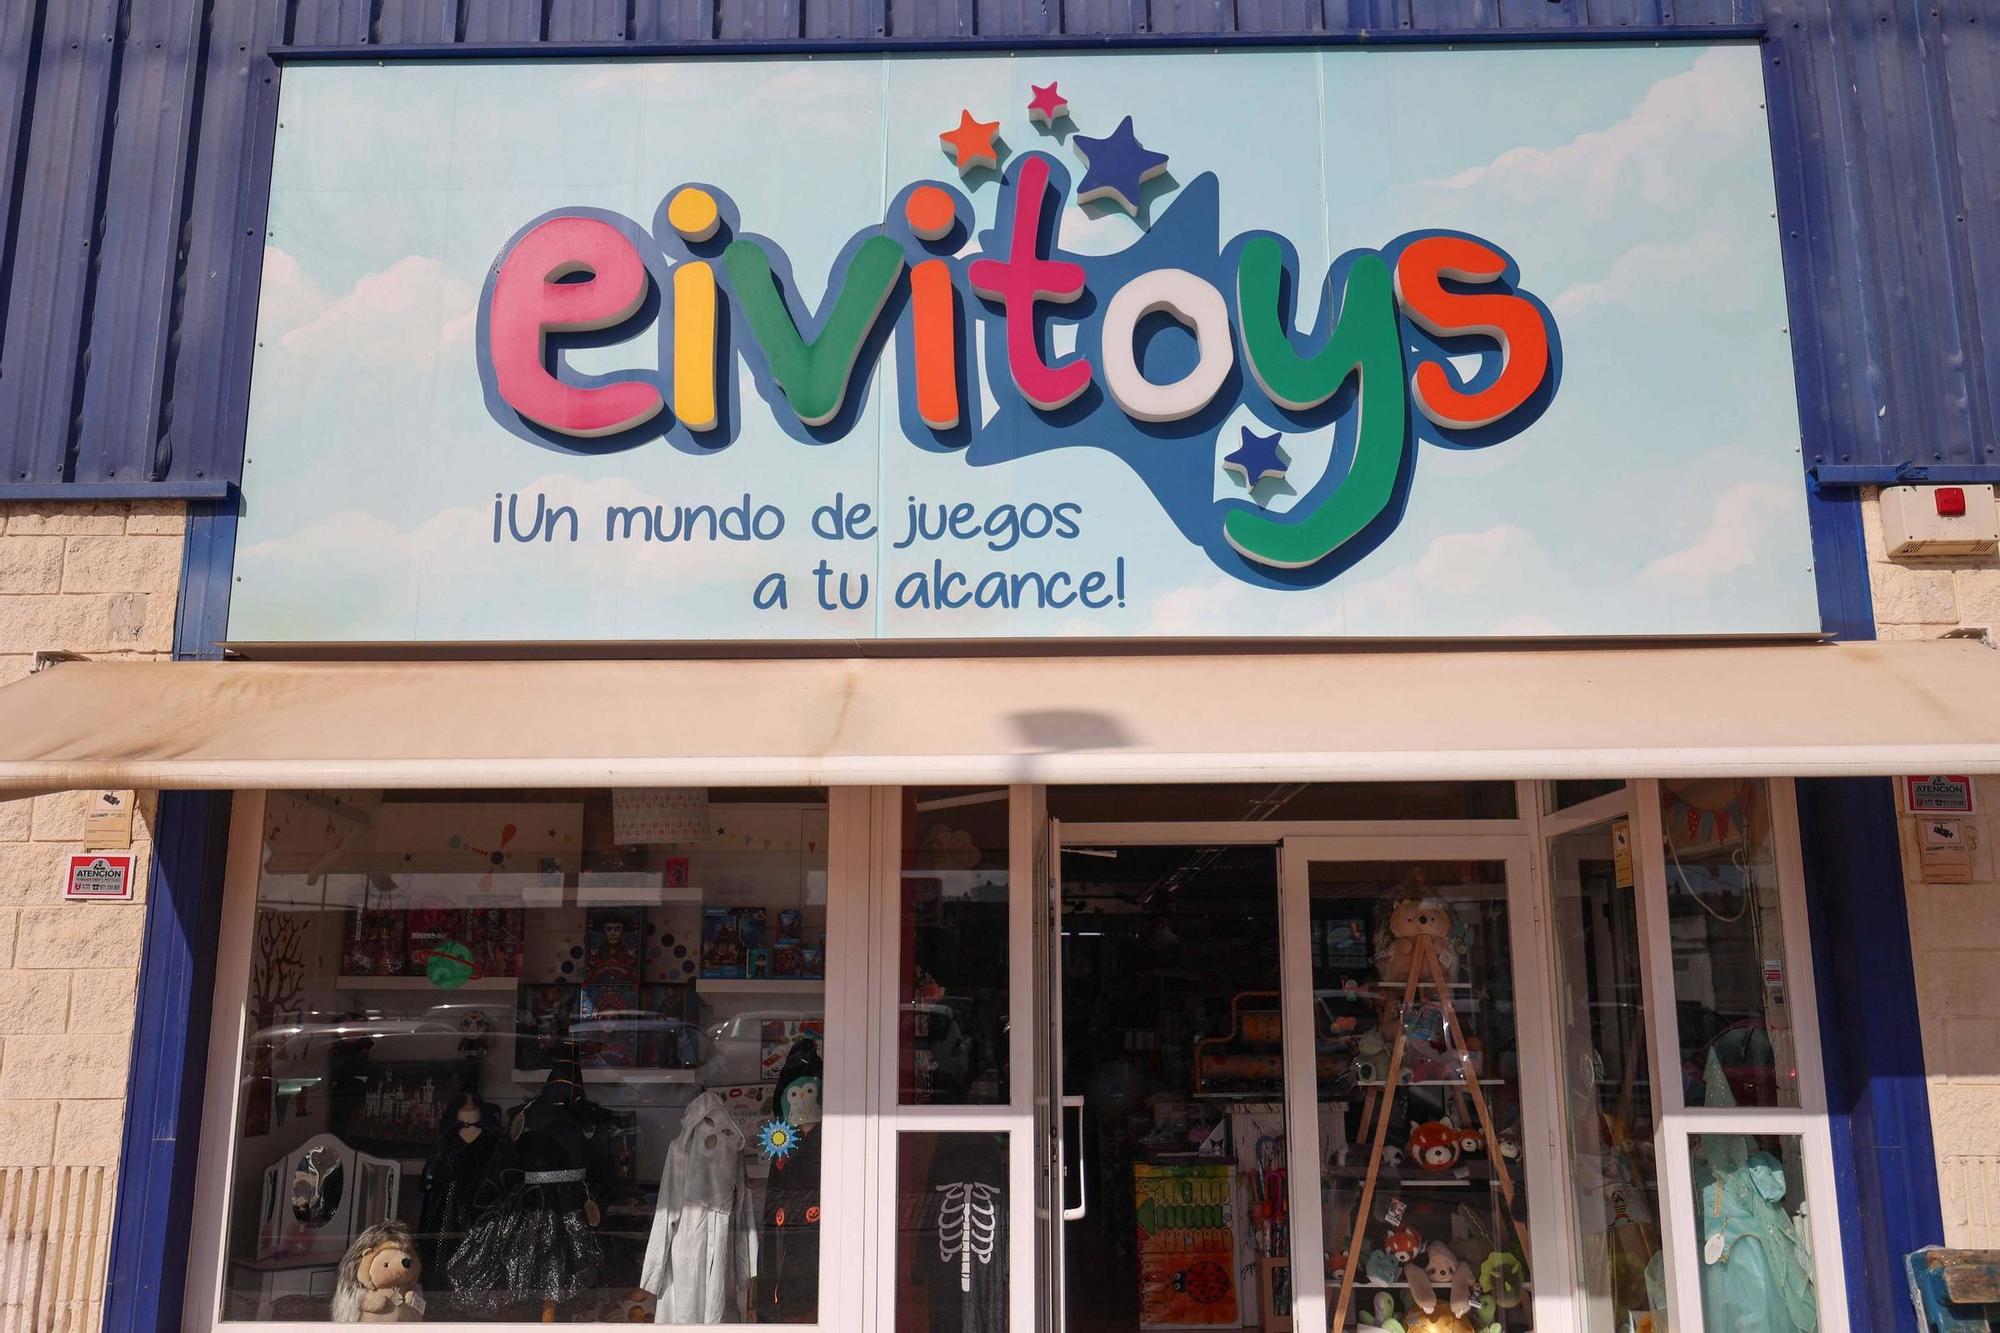 eivitoys
¡Un mundo de juegos
a tu alcance!
ATENCIÓN
ATENCIÓN